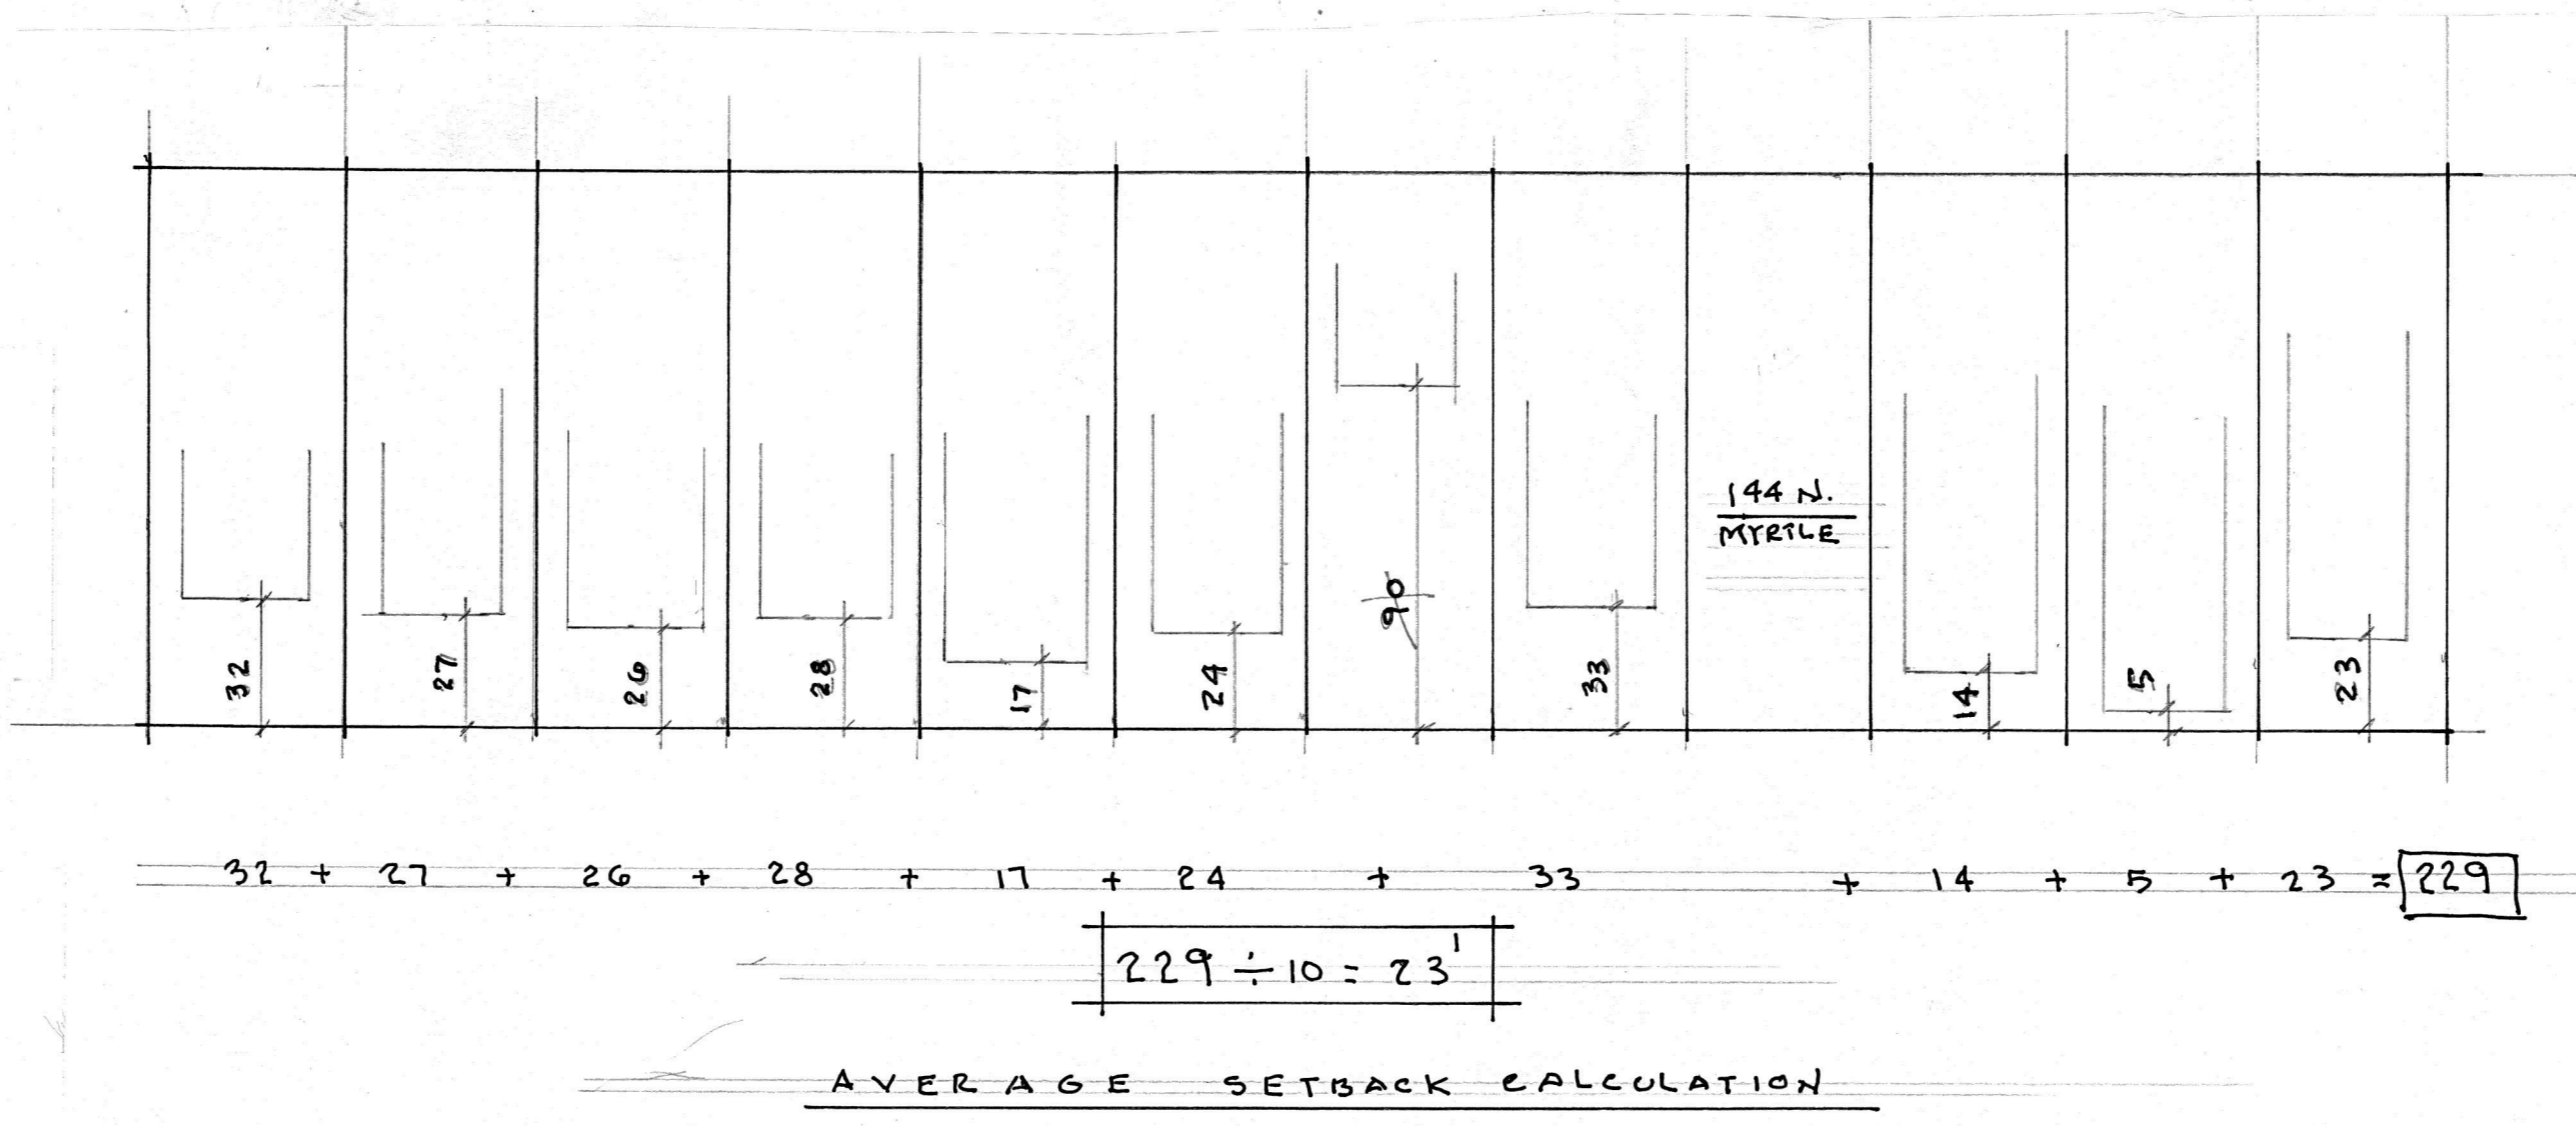 144 N.
MYRTLE
32 27 26 28 17 24 90 33 14 5 23
32 + 27 + 26 + 28 + 17 + 24 + 33 + 14 + 5 + 23 = 229
229 ÷ 10 = 23'
AVERAGE SETBACK CALCULATION